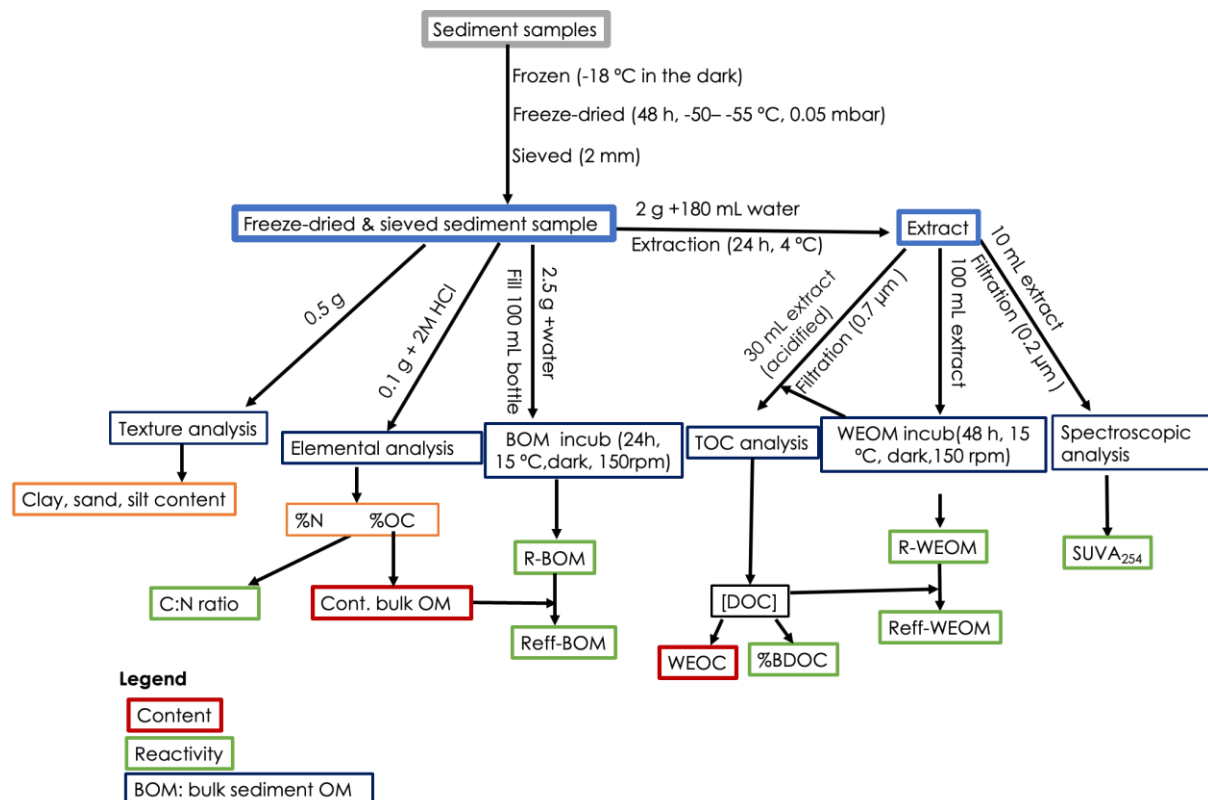 Sediment samples
Frozen (-18 ºC in the dark)
Freeze-dried (48 h, -50– -55 ºC, 0.05 mbar)
Sieved (2 mm)
Freeze-dried & sieved sediment sample
2 g +180 mL water
Extraction (24 h, 4 ºC)
Extract
0.5 g
0.1 g + 2M HCl
2.5 g +water
Fill 100 mL bottle
30 mL extract
(acidified)
Filtration (0.7 µm )
100 mL extract
10 mL extract
Filtration (0.2 µm )
Texture analysis
Elemental analysis
BOM incub (24h,
15 ºC,dark, 150rpm)
TOC analysis
WEOM incub(48 h, 15
ºC, dark,150 rpm)
Spectroscopic
analysis
Clay, sand, silt content
%N %OC
R-BOM
R-WEOM
SUVA₂₅₄
C:N ratio
Cont. bulk OM
[DOC]
Reff-BOM
Reff-WEOM
WEOC
%BDOC
Legend
Content
Reactivity
BOM: bulk sediment OM